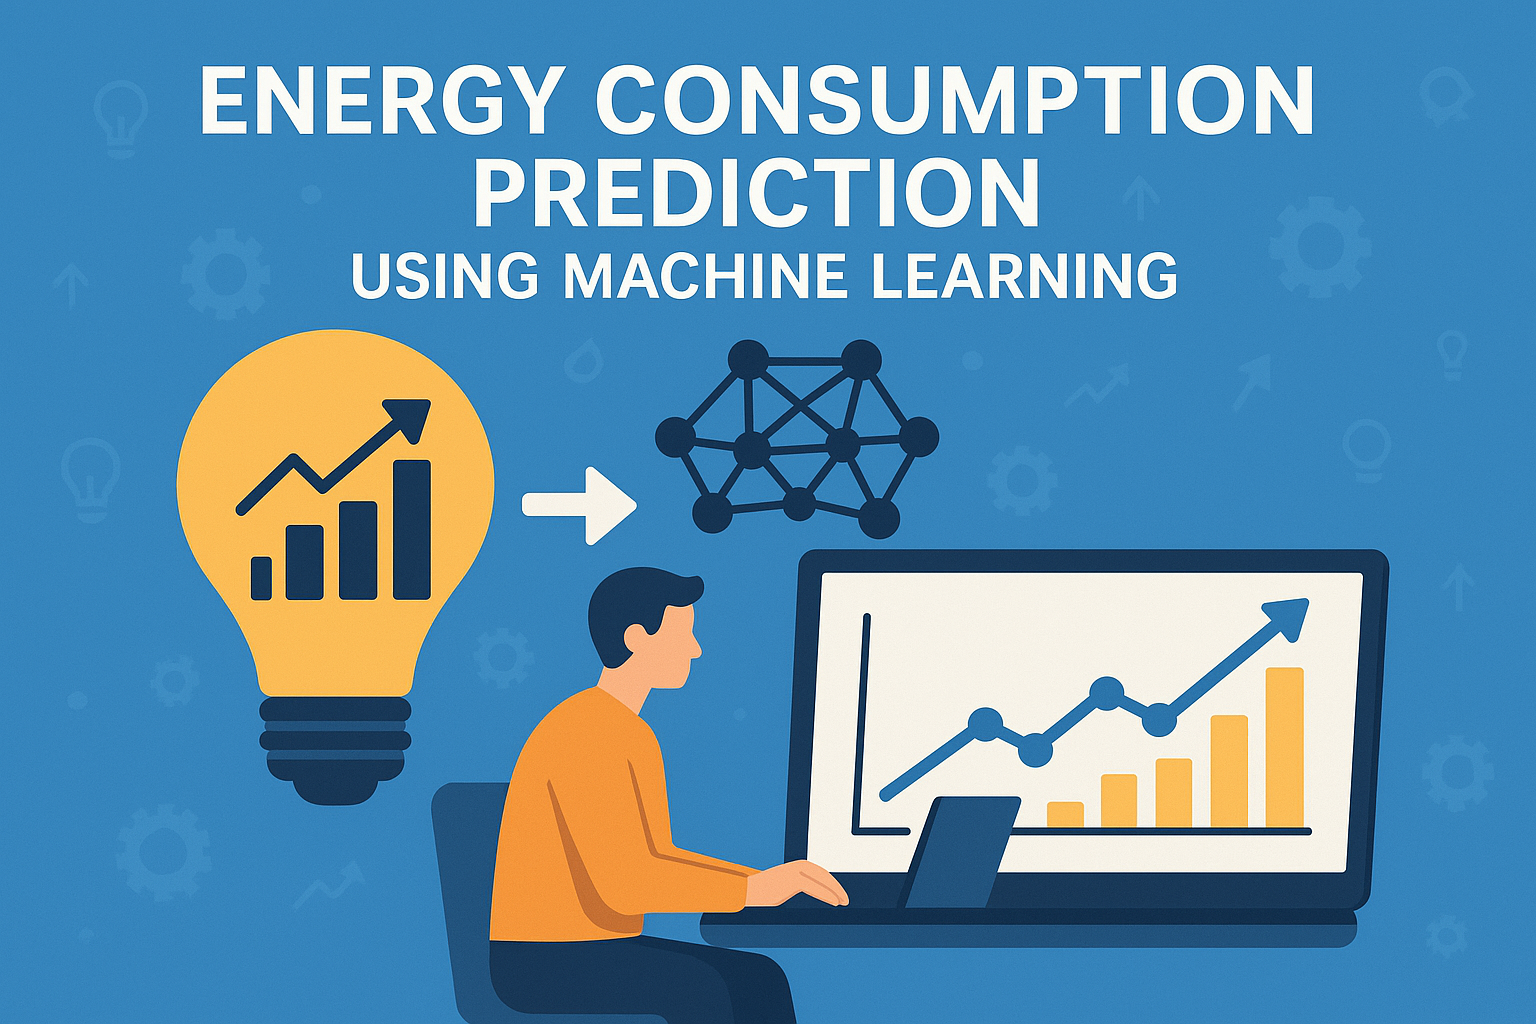 ENERGY CONSUMPTION
PREDICTION
USING MACHINE LEARNING